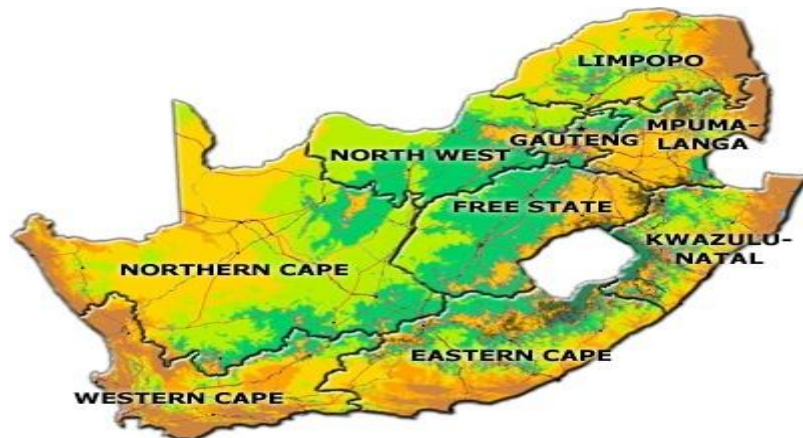 LIMPOPO
MPUMA-
LANGA
GAUTENG
NORTH WEST
FREE STATE
KWAZULU-
NATAL
NORTHERN CAPE
EASTERN CAPE
WESTERN CAPE